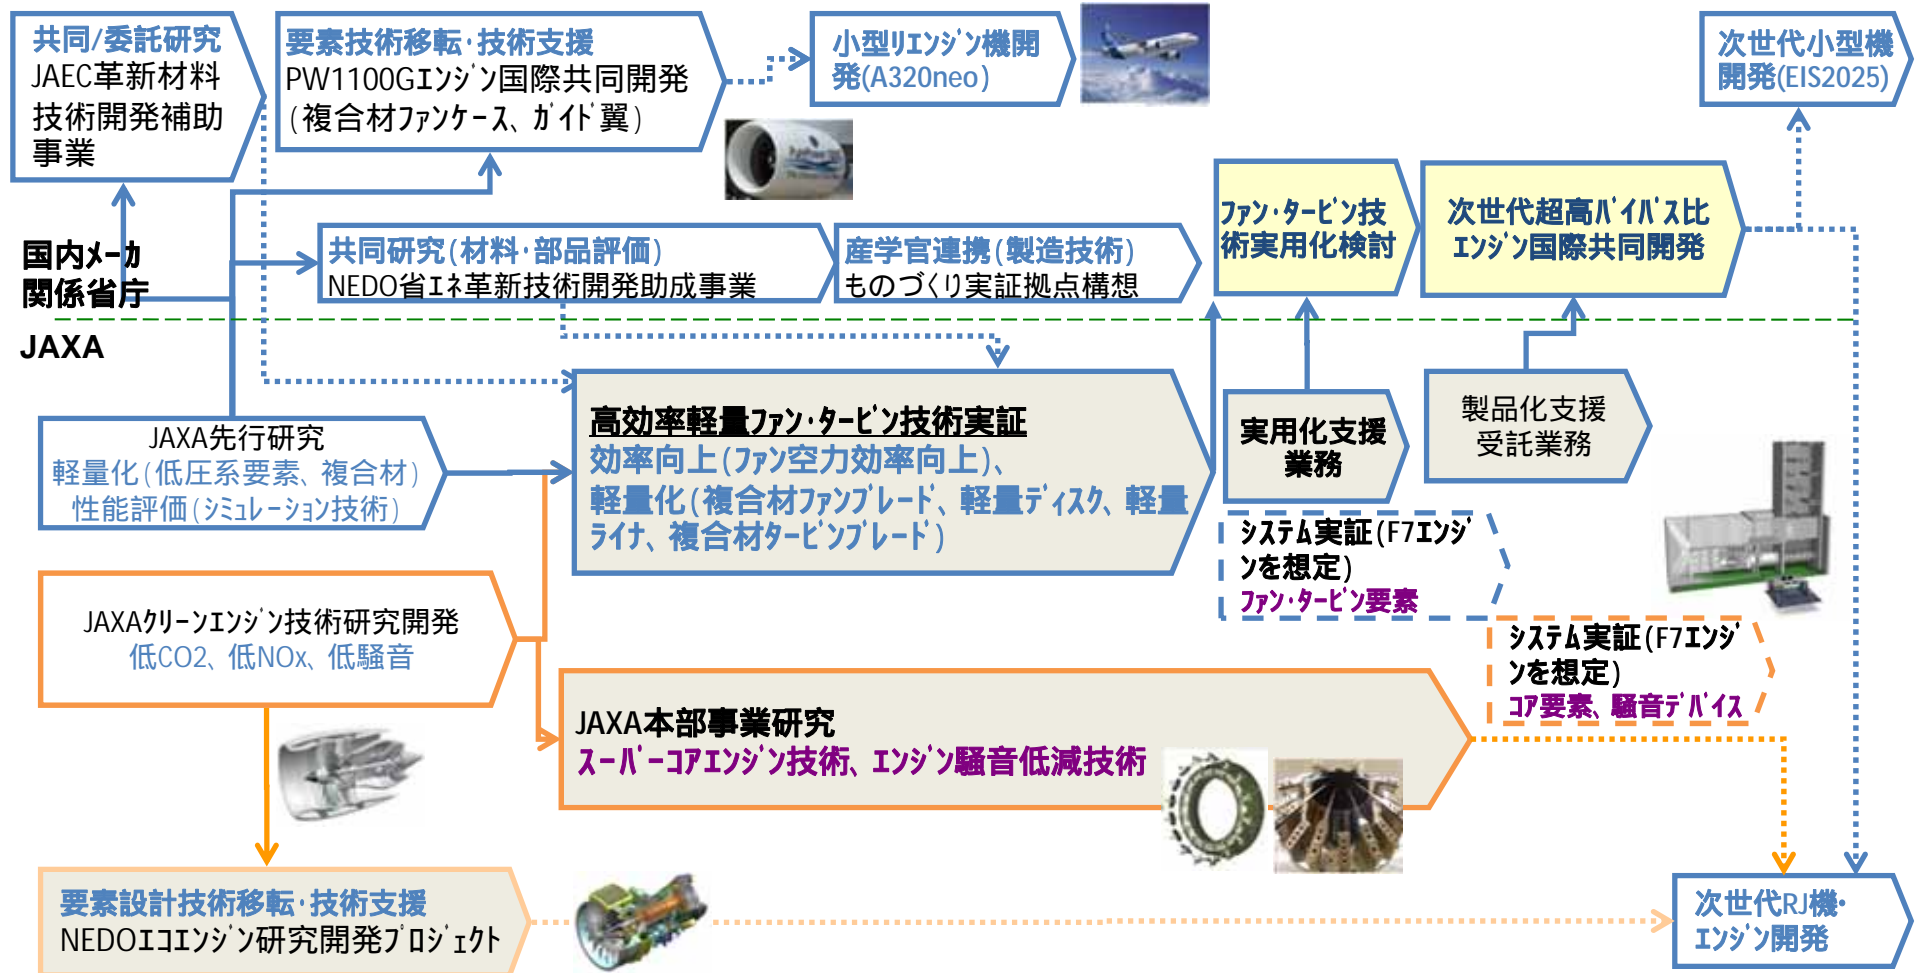 共同/委託研究
JAEC革新材料
技術開発補助
事業
要素技術移転・技術支援
PW1100Gエンジン国際共同開発
(複合材ファンケース、ガイド翼)
小型リエンジン機開
発(A320neo)
次世代小型機
開発(EIS2025)
国内メーカ
関係省庁
JAXA
共同研究(材料・部品評価)
NEDO省エネ革新技術開発助成事業
産学官連携(製造技術)
ものづくり実証拠点構想
ファン・タービン技
術実用化検討
次世代超高バイパス比
エンジン国際共同開発
JAXA先行研究
軽量化(低圧系要素、複合材)
性能評価(シミュレーション技術)
高効率軽量ファン・タービン技術実証
効率向上(ファン空力効率向上)、
軽量化(複合材ファンブレード、軽量ディスク、軽量
ライナ、複合材タービンブレード)
実用化支援
業務
製品化支援
受託業務
システム実証(F7エンジ
ンを想定)
ファン・タービン要素
システム実証(F7エンジ
ンを想定)
コア要素、騒音デバイス
JAXAクリーンエンジン技術研究開発
低CO2、低NOx、低騒音
JAXA本部事業研究
スーパーコアエンジン技術、エンジン騒音低減技術
要素設計技術移転・技術支援
NEDOエコエンジン研究開発プロジェクト
次世代RJ機・
エンジン開発